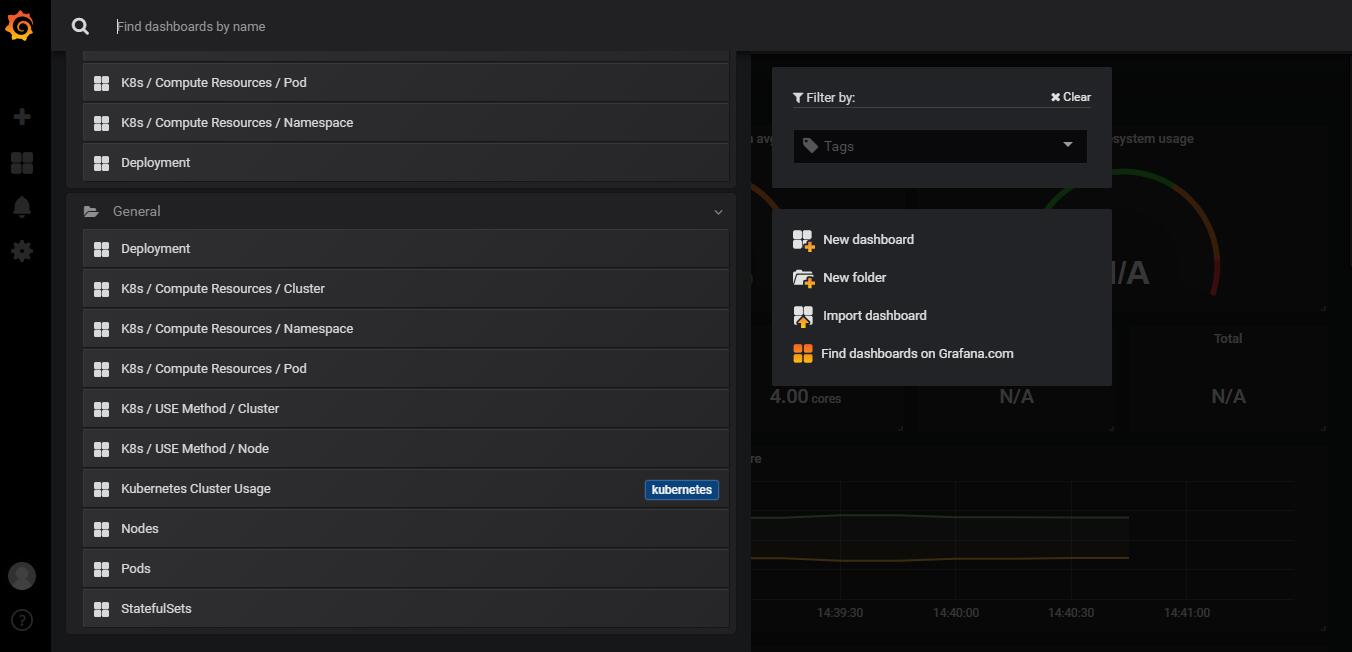 Find dashboards by name
K8s / Compute Resources / Pod
K8s / Compute Resources / Namespace
Deployment
General
Deployment
K8s / Compute Resources / Cluster
K8s / Compute Resources / Namespace
K8s / Compute Resources / Pod
K8s / USE Method / Cluster
K8s / USE Method / Node
Kubernetes Cluster Usage
kubernetes
Nodes
Pods
StatefulSets
Filter by:
Clear
Tags
New dashboard
New folder
Import dashboard
Find dashboards on Grafana.com
usage
/A
Total
4.00 cores
N/A
N/A
14:39:30
14:40:00
14:40:30
14:41:00
?